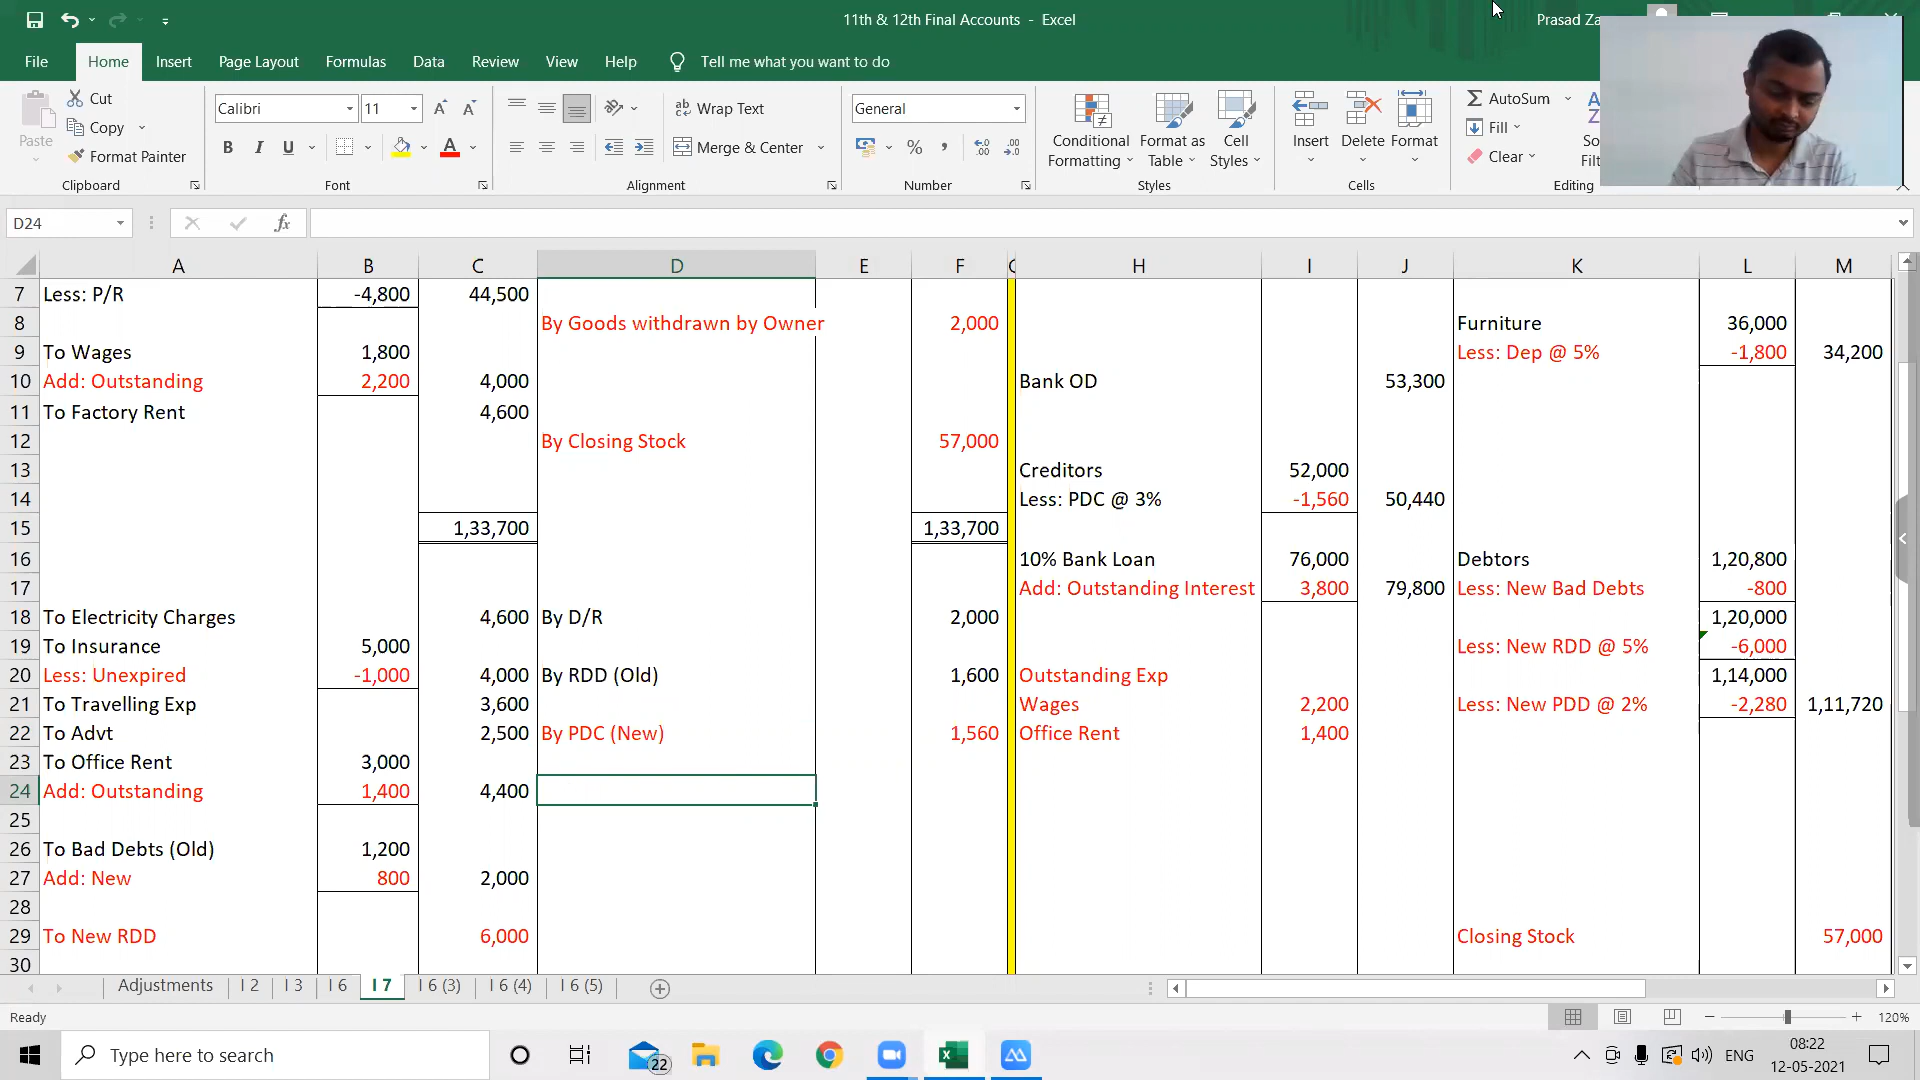 11th & 12th Final Accounts - Excel
Prasad Za
File Home Insert Page Layout Formulas Data Review View Help Tell me what you want to do
Paste
Cut
Copy
Format Painter
Clipboard
Calibri 11
B I U
Font
Wrap Text
Merge & Center
Alignment
General
Number
Conditional Formatting
Format as Table
Cell Styles
Styles
Insert Delete Format
Cells
AutoSum
Fill
Clear
Editing
D24
fx
A B C D E F H I J K L M
7 Less: P/R -4,800 44,500
8 By Goods withdrawn by Owner 2,000 Furniture 36,000
9 To Wages 1,800 Less: Dep @ 5% -1,800 34,200
10 Add: Outstanding 2,200 4,000 Bank OD 53,300
11 To Factory Rent 4,600
12 By Closing Stock 57,000
13 Creditors 52,000
14 Less: PDC @ 3% -1,560 50,440
15 1,33,700 1,33,700
16 10% Bank Loan 76,000 Debtors 1,20,800
17 Add: Outstanding Interest 3,800 79,800 Less: New Bad Debts -800
18 To Electricity Charges 4,600 By D/R 2,000 1,20,000
19 To Insurance 5,000 Less: New RDD @ 5% -6,000
20 Less: Unexpired -1,000 4,000 By RDD (Old) 1,600 Outstanding Exp 1,14,000
21 To Travelling Exp 3,600 Wages 2,200 Less: New PDD @ 2% -2,280 1,11,720
22 To Advt 2,500 By PDC (New) 1,560 Office Rent 1,400
23 To Office Rent 3,000
24 Add: Outstanding 1,400 4,400
25
26 To Bad Debts (Old) 1,200
27 Add: New 800 2,000
28
29 To New RDD 6,000 Closing Stock 57,000
30
Adjustments I 2 I 3 I 6 I 7 I 6 (3) I 6 (4) I 6 (5)
Ready
120%
Type here to search
22
ENG
08:22
12-05-2021